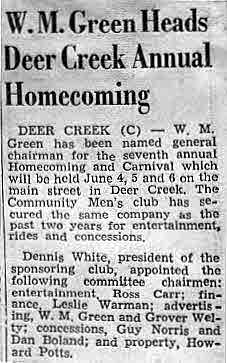 W. M. Green Heads
Deer Creek Annual
Homecoming
DEER CREEK (C) — W. M.
Green has been named general
chairman for the seventh annual
Homecoming and Carnival which
will be held June 4, 5 and 6 on the
main street in Deer Creek. The
Community Men's club has se-
cured the same company as the
past two years for entertainment,
rides and concessions.
Dennis White, president of the
sponsoring club, appointed the
following committee chairmen:
entertainment, Ross Carr; fin-
ance, Leslie Warman; advertis-
ing, W. M. Green and Grover Wel-
ty; concessions, Guy Norris and
Dan Boland; and property, How-
ard Potts.